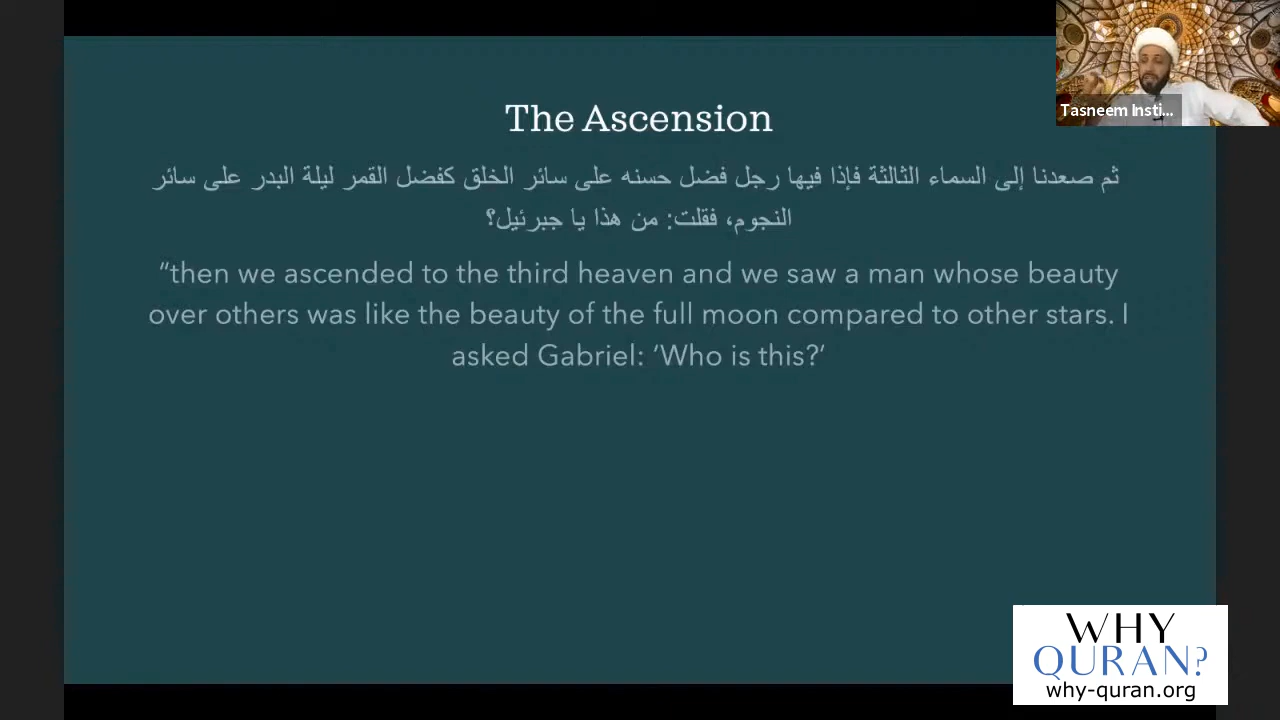 Tasneem Insti...
The Ascension
ثم صعدنا إلى السماء الثالثة فإذا فيها رجل فضل حسنه على سائر الخلق كفضل القمر ليلة البدر على سائر
النجوم، فقلت: من هذا يا جبرئيل؟
“then we ascended to the third heaven and we saw a man whose beauty
over others was like the beauty of the full moon compared to other stars. I
asked Gabriel: ‘Who is this?’
WHY
QURAN?
why-quran.org